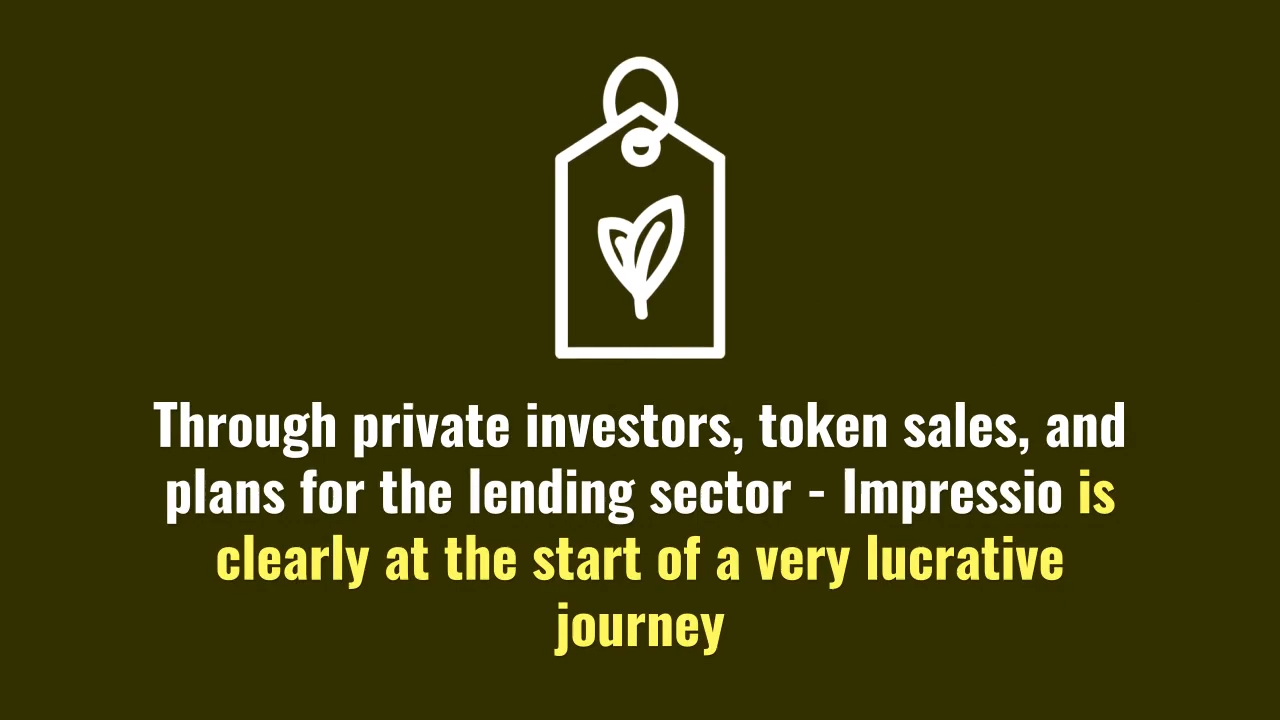 Through private investors, token sales, and
plans for the lending sector - Impressio is
clearly at the start of a very lucrative
journey